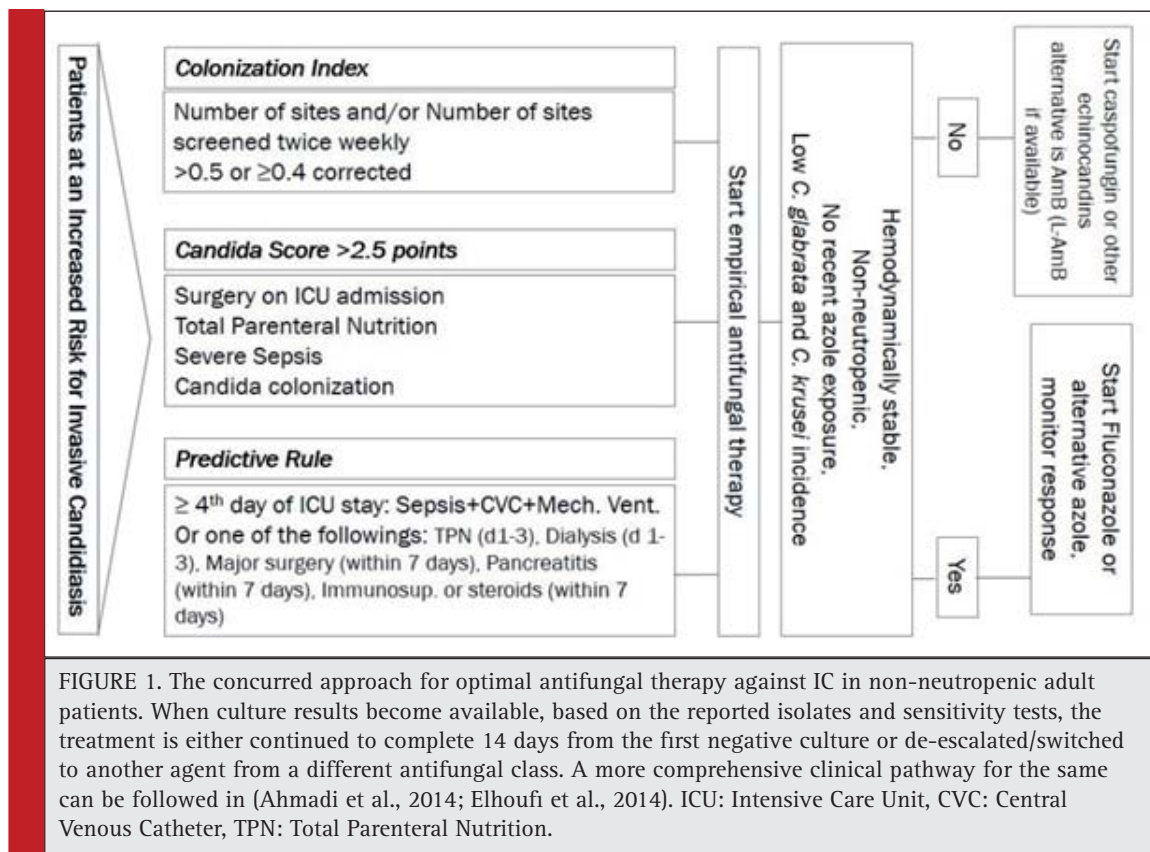 Patients at an Increased Risk for Invasive Candidiasis
Colonization Index
Number of sites and/or Number of sites
screened twice weekly
>0.5 or ≥0.4 corrected
Candida Score >2.5 points
Surgery on ICU admission
Total Parenteral Nutrition
Severe Sepsis
Candida colonization
Predictive Rule
≥ 4th day of ICU stay: Sepsis+CVC+Mech. Vent.
Or one of the followings: TPN (d1-3), Dialysis (d 1-
3), Major surgery (within 7 days), Pancreatitis
(within 7 days), Immunosup. or steroids (within 7
days)
Start empirical antifungal therapy
Hemodynamically stable,
Non-neutropenic,
No recent azole exposure,
Low C. glabrata and C. krusei incidence
No
Start caspofungin or other
echinocandins
alternative is AmB (L-AmB
if available)
Yes
Start Fluconazole or
alternative azole,
monitor response
FIGURE 1. The concurred approach for optimal antifungal therapy against IC in non-neutropenic adult
patients. When culture results become available, based on the reported isolates and sensitivity tests, the
treatment is either continued to complete 14 days from the first negative culture or de-escalated/switched
to another agent from a different antifungal class. A more comprehensive clinical pathway for the same
can be followed in (Ahmadi et al., 2014; Elhoufi et al., 2014). ICU: Intensive Care Unit, CVC: Central
Venous Catheter, TPN: Total Parenteral Nutrition.